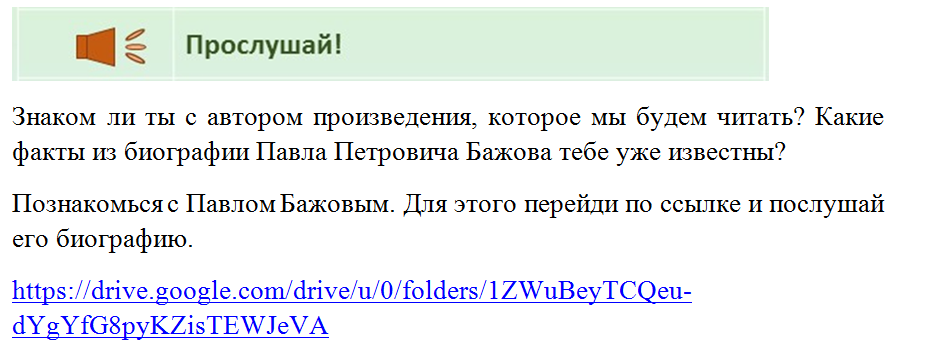 Прослушай!
Знаком ли ты с автором произведения, которое мы будем читать? Какие
факты из биографии Павла Петровича Бажова тебе уже известны?
Познакомься с Павлом Бажовым. Для этого перейди по ссылке и послушай
его биографию.
https://drive.google.com/drive/u/0/folders/1ZWuBeyTCQeu-
dYgYfG8pyKZisTEWJeVA